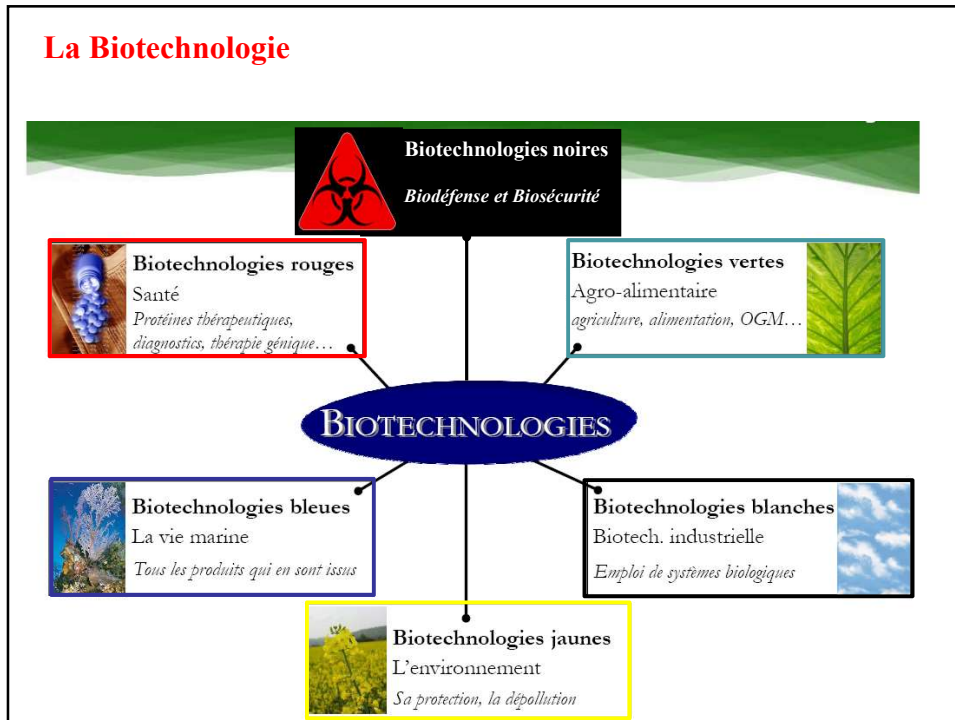 La Biotechnologie
Biotechnologies noires
Biodéfense et Biosécurité
Biotechnologies rouges
Santé
Protéines thérapeutiques,
diagnostics, thérapie génique…
Biotechnologies vertes
Agro-alimentaire
agriculture, alimentation, OGM…
BIOTECHNOLOGIES
Biotechnologies bleues
La vie marine
Tous les produits qui en sont issus
Biotechnologies blanches
Biotech. industrielle
Emploi de systèmes biologiques
Biotechnologies jaunes
L'environnement
Sa protection, la dépollution